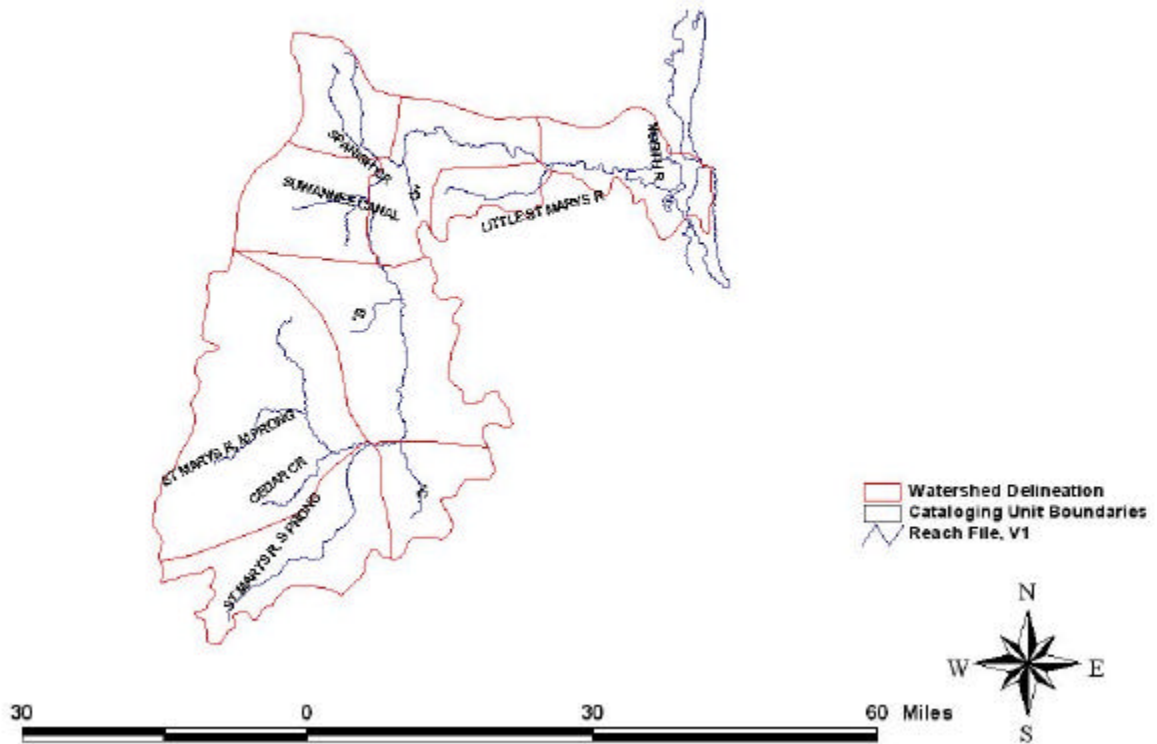 SPANISH CR
NORTH R
SUWANNEE CANAL
LITTLE ST MARYS R
ST MARYS R, N PRONG
CEDAR CR
ST MARYS R, S PRONG
Watershed Delineation
Cataloging Unit Boundaries
Reach File, V1
N
W
E
S
30 0 30 60 Miles